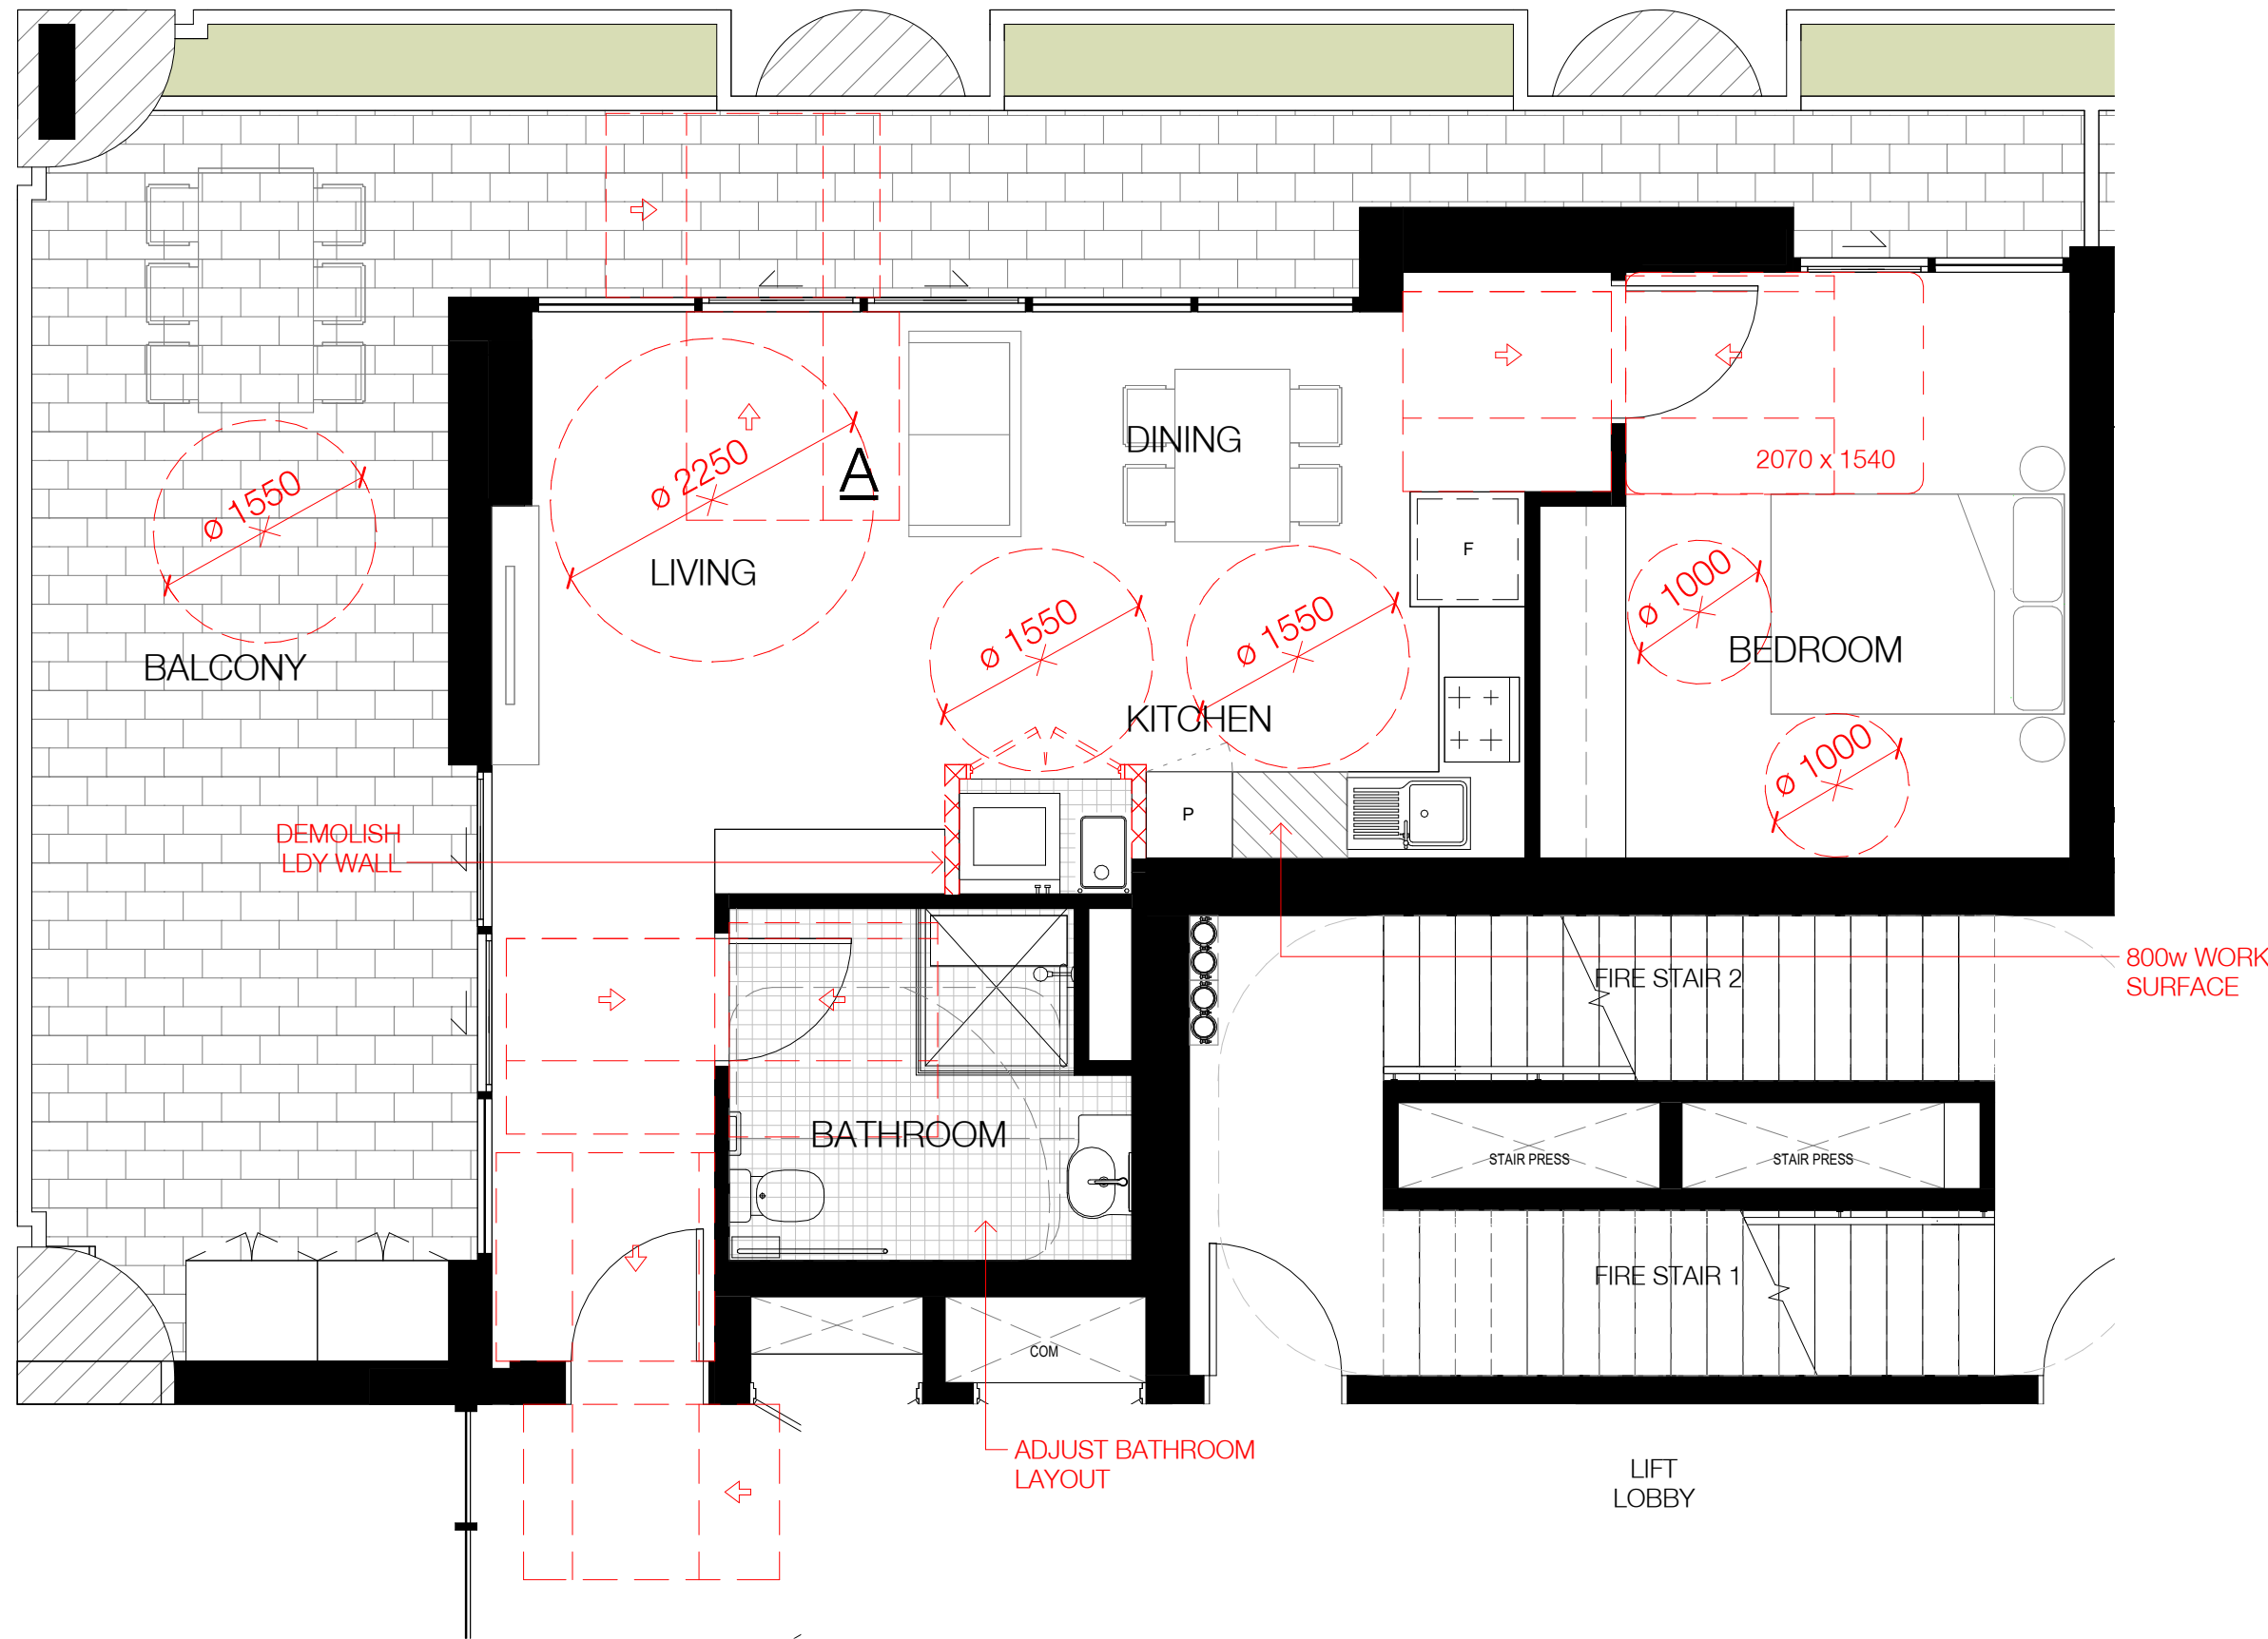 A
DINING
2070 x 1540
ø 2250
ø 1550
F
LIVING
ø 1550
ø 1550
ø 1000
BEDROOM
BALCONY
KITCHEN
ø 1000
P
DEMOLISH
LDY WALL
800w WORK
SURFACE
FIRE STAIR 2
BATHROOM
STAIR PRESS
STAIR PRESS
FIRE STAIR 1
COM
ADJUST BATHROOM
LAYOUT
LIFT
LOBBY